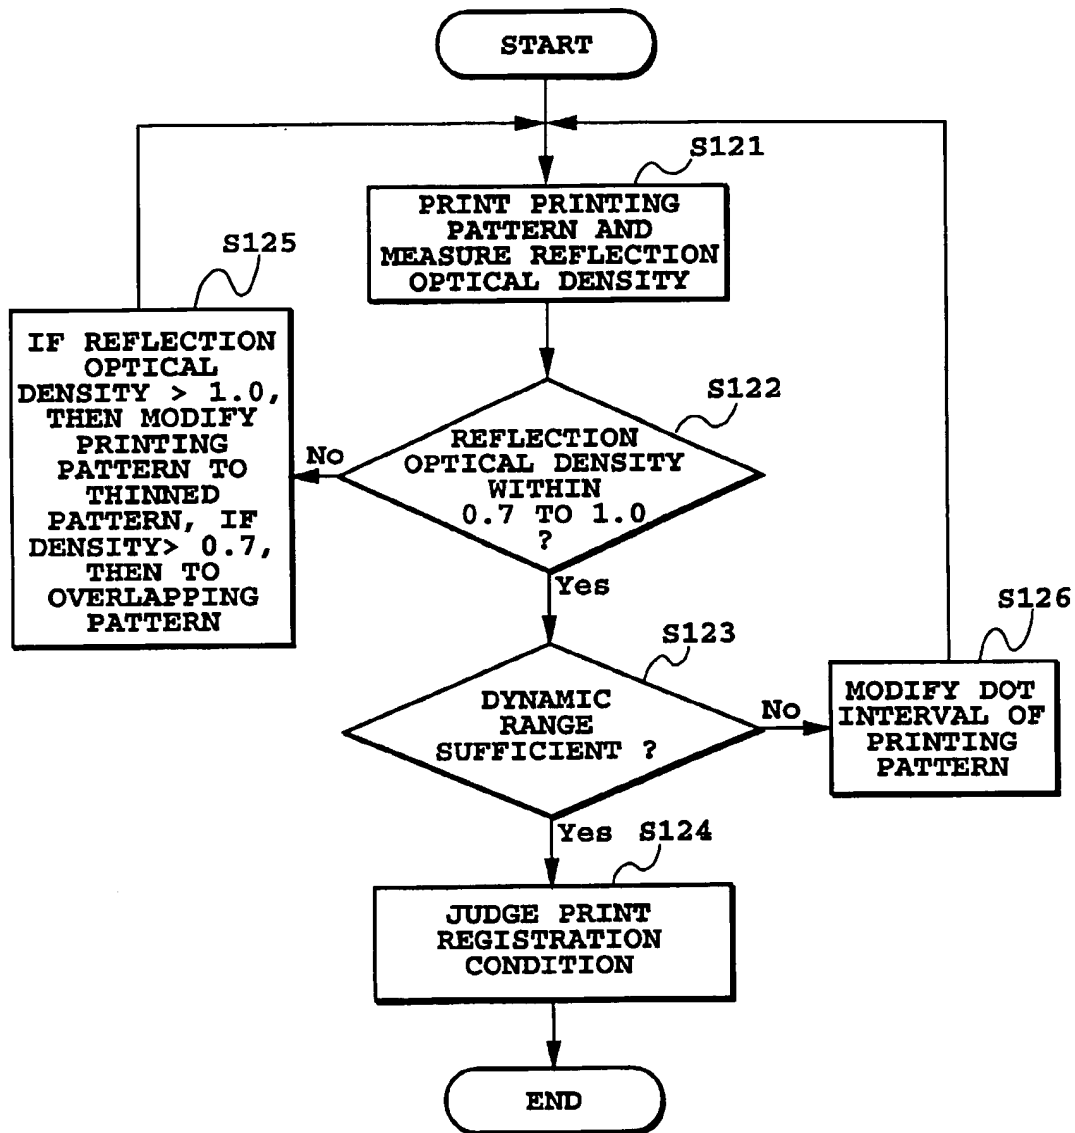 START
S121
PRINT PRINTING
PATTERN AND
MEASURE REFLECTION
OPTICAL DENSITY
S125
IF REFLECTION
OPTICAL
DENSITY > 1.0,
THEN MODIFY
PRINTING
PATTERN TO
THINNED
PATTERN, IF
DENSITY> 0.7,
THEN TO
OVERLAPPING
PATTERN
S122
REFLECTION
OPTICAL DENSITY
WITHIN
0.7 TO 1.0
?
No
Yes
S123
DYNAMIC
RANGE
SUFFICIENT ?
No
S126
MODIFY DOT
INTERVAL OF
PRINTING
PATTERN
Yes
S124
JUDGE PRINT
REGISTRATION
CONDITION
END